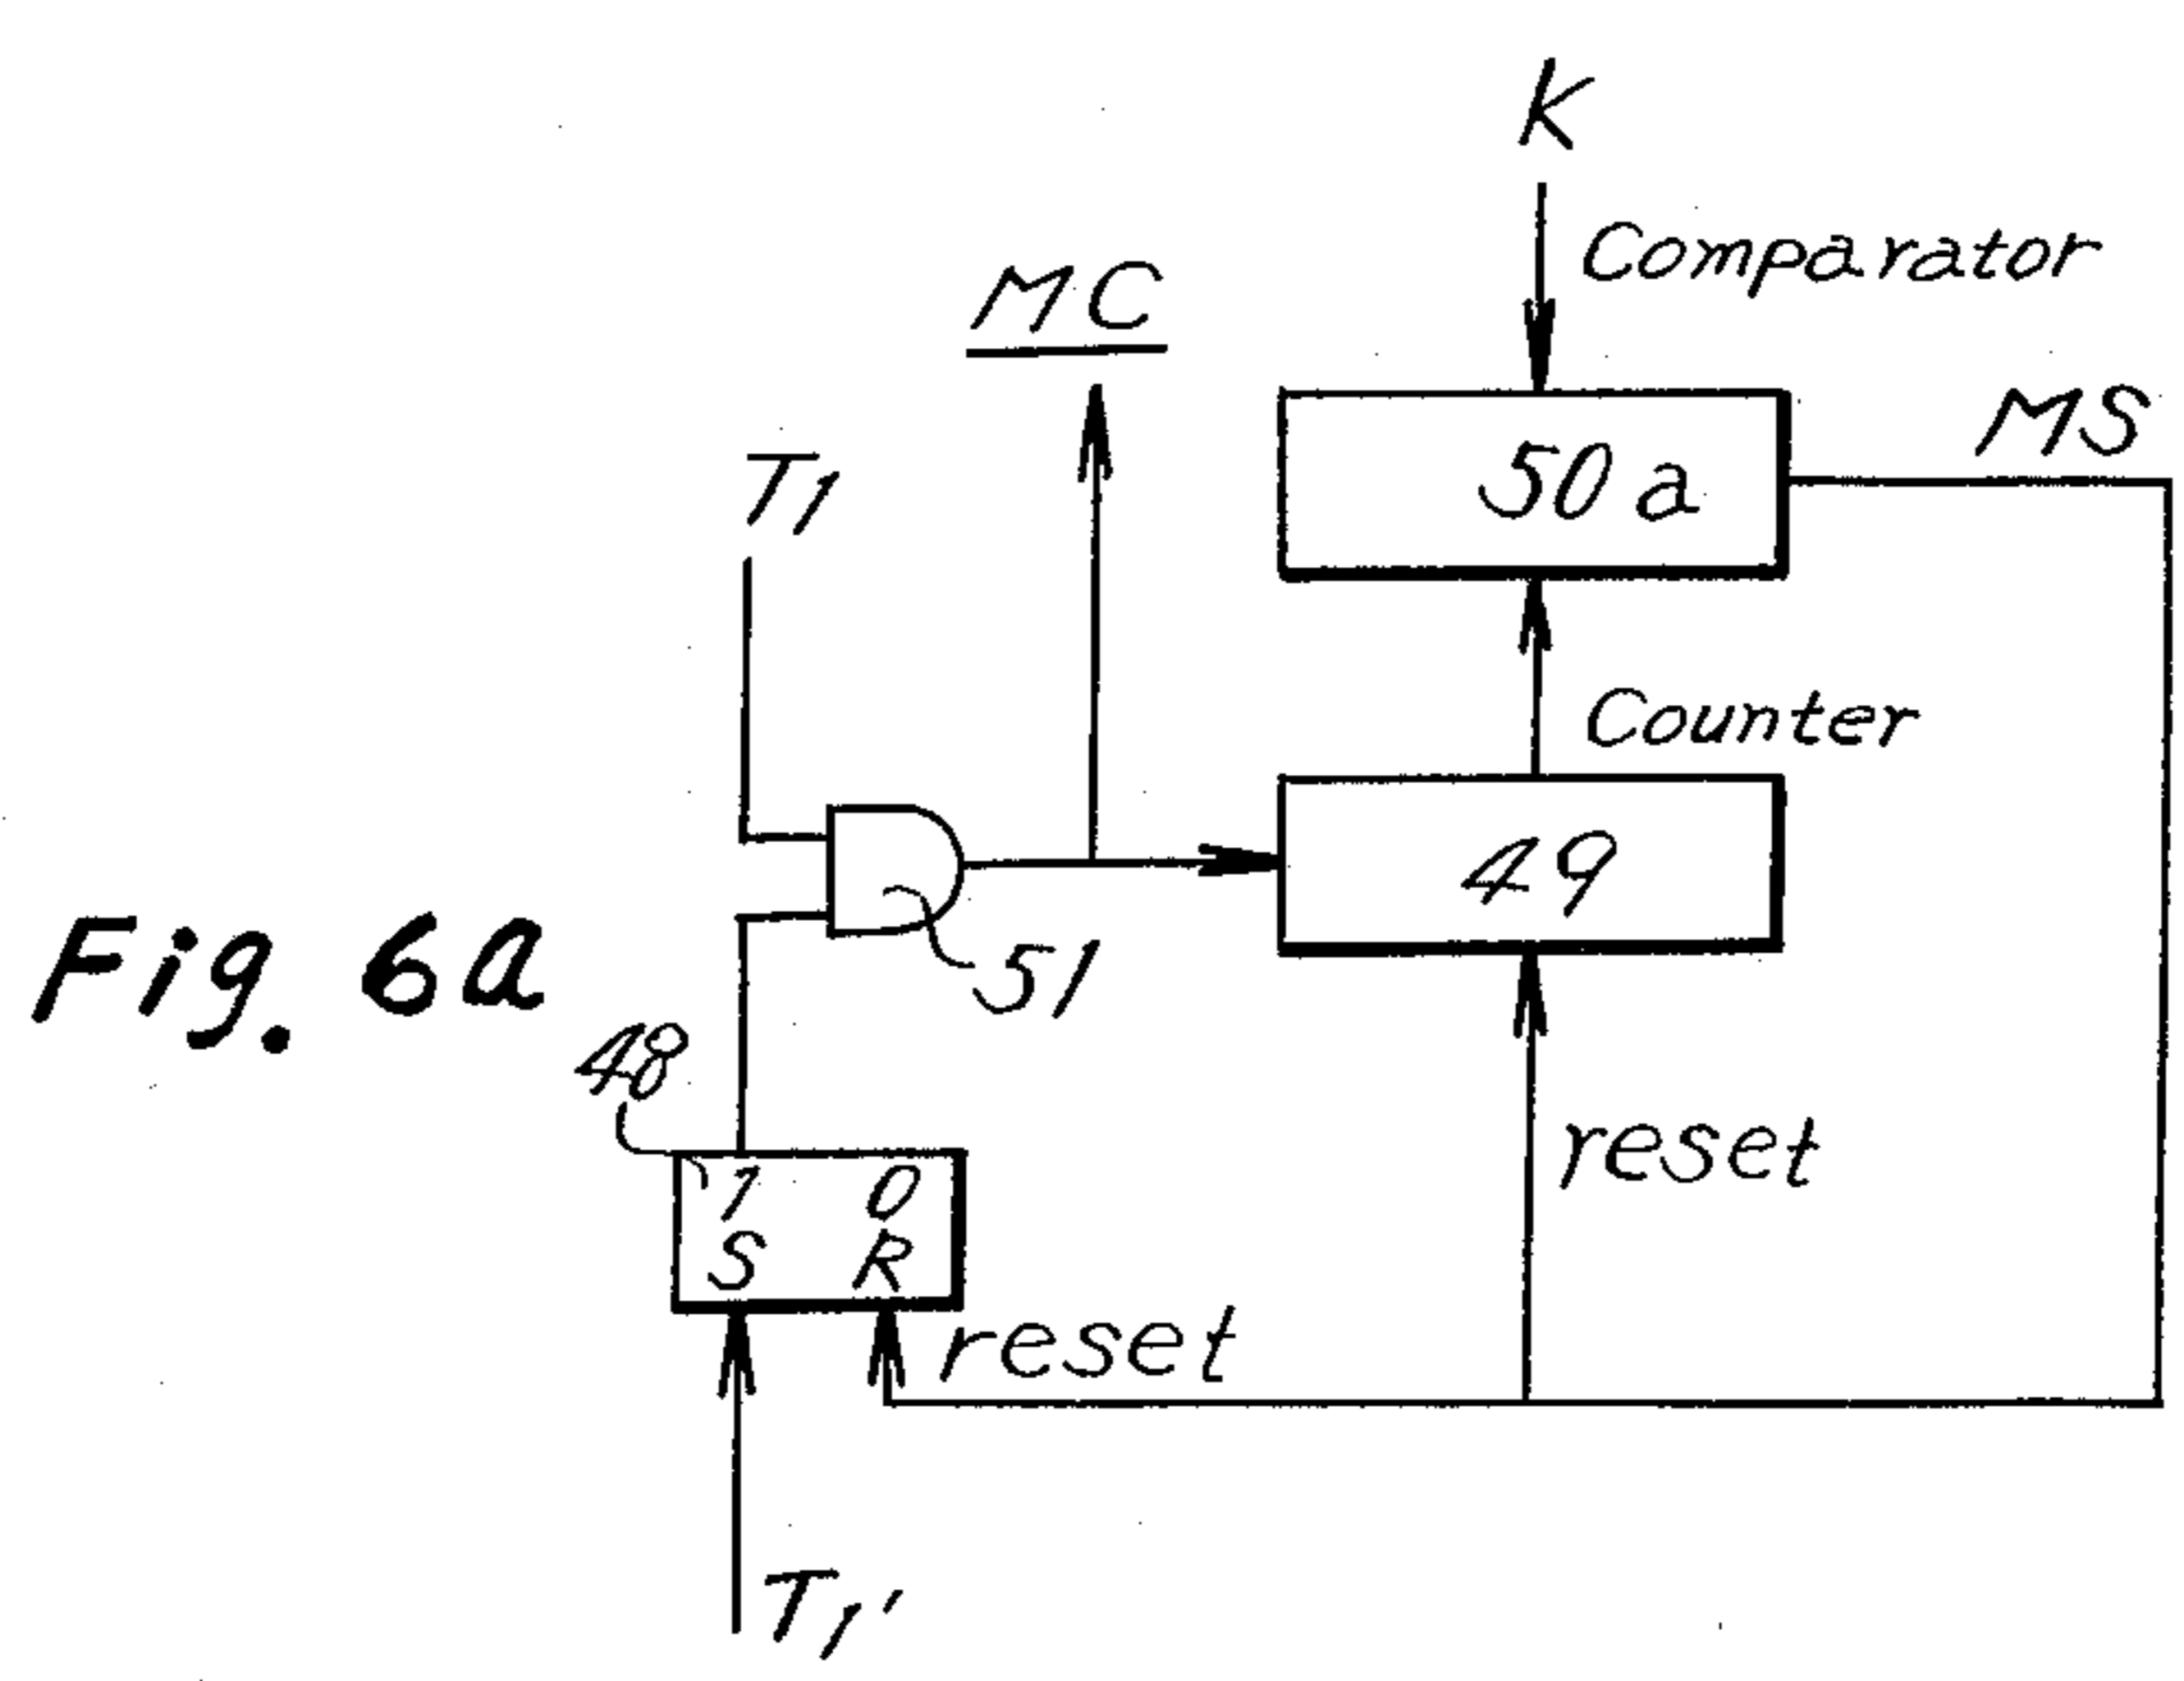 K
Comparator
MC
MS
T1
50a
Counter
49
51
Fig. 6a
48
reset
1 0
S R
reset
T1'